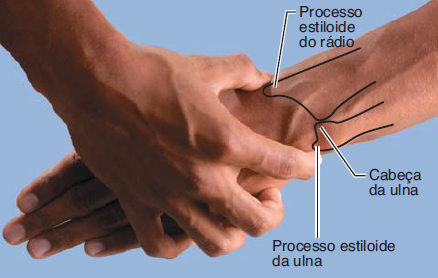 Processo
estiloide
do rádio
Cabeça
da ulna
Processo estiloide
da ulna